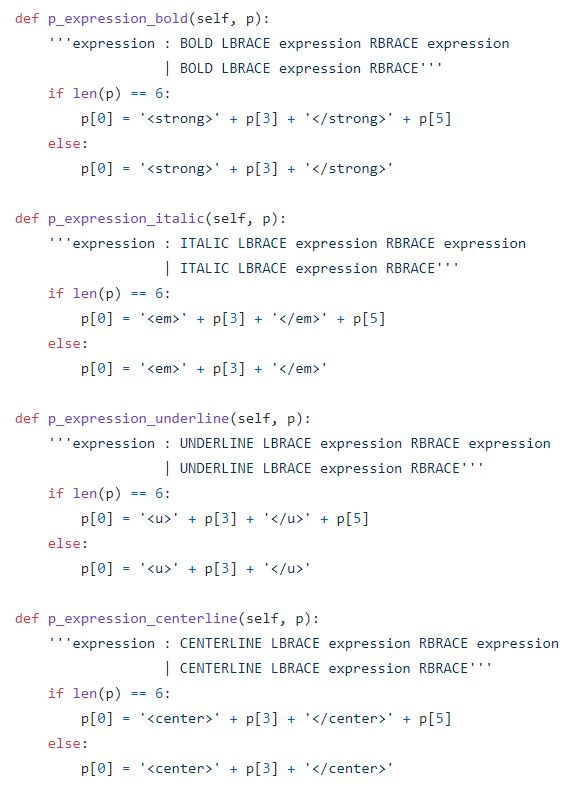 def p_expression_bold(self, p):
    '''expression : BOLD LBRACE expression RBRACE expression
                  | BOLD LBRACE expression RBRACE'''
    if len(p) == 6:
        p[0] = '<strong>' + p[3] + '</strong>' + p[5]
    else:
        p[0] = '<strong>' + p[3] + '</strong>'

def p_expression_italic(self, p):
    '''expression : ITALIC LBRACE expression RBRACE expression
                  | ITALIC LBRACE expression RBRACE'''
    if len(p) == 6:
        p[0] = '<em>' + p[3] + '</em>' + p[5]
    else:
        p[0] = '<em>' + p[3] + '</em>'

def p_expression_underline(self, p):
    '''expression : UNDERLINE LBRACE expression RBRACE expression
                  | UNDERLINE LBRACE expression RBRACE'''
    if len(p) == 6:
        p[0] = '<u>' + p[3] + '</u>' + p[5]
    else:
        p[0] = '<u>' + p[3] + '</u>'

def p_expression_centerline(self, p):
    '''expression : CENTERLINE LBRACE expression RBRACE expression
                  | CENTERLINE LBRACE expression RBRACE'''
    if len(p) == 6:
        p[0] = '<center>' + p[3] + '</center>' + p[5]
    else:
        p[0] = '<center>' + p[3] + '</center>'